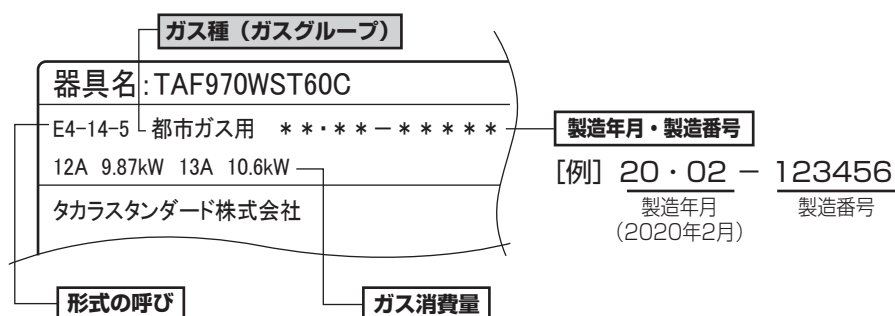 ガス種（ガスグループ）
器具名:TAF970WST60C
E4-14-5 都市ガス用 ＊＊・＊＊－＊＊＊＊＊
12A 9.87kW 13A 10.6kW
タカラスタンダード株式会社
製造年月・製造番号
［例］ 20・02 － 123456
製造年月 製造番号
（2020年2月）
形式の呼び ガス消費量